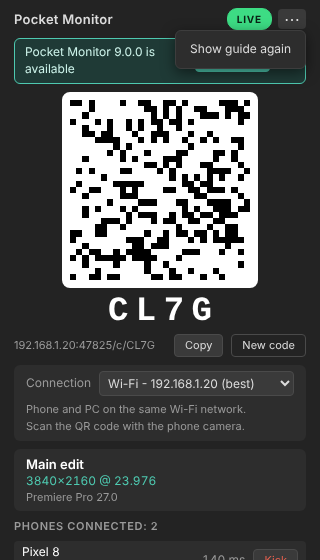 Pocket Monitor
LIVE
...
Show guide again
Pocket Monitor 9.0.0 is
available
CL7G
192.168.1.20:47825/c/CL7G
Copy
New code
Connection
Wi-Fi - 192.168.1.20 (best)
Phone and PC on the same Wi-Fi network.
Scan the QR code with the phone camera.
Main edit
3840×2160 @ 23.976
Premiere Pro 27.0
PHONES CONNECTED: 2
Pixel 8
140 ms
Kick